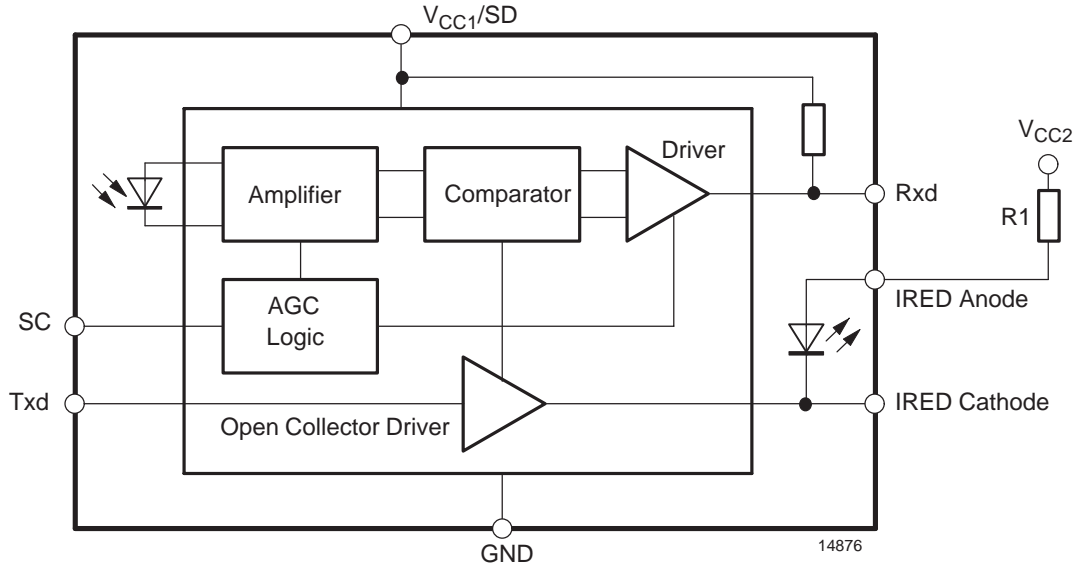 VCC1/SD
Driver
VCC2
Amplifier
Comparator
Rxd
R1
AGC
Logic
IRED Anode
SC
Txd
Open Collector Driver
IRED Cathode
GND
14876